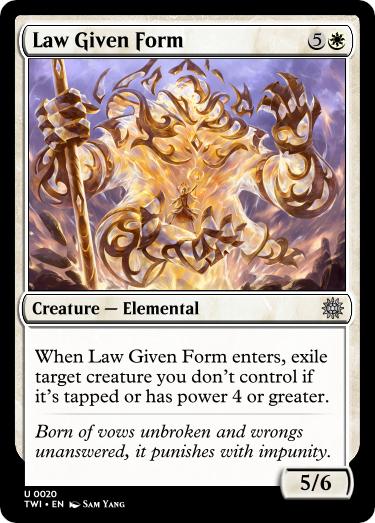 Law Given Form
5
Creature — Elemental
When Law Given Form enters, exile
target creature you don't control if
it's tapped or has power 4 or greater.
Born of vows unbroken and wrongs
unanswered, it punishes with impunity.
5/6
U 0020
TWI • EN Sam Yang